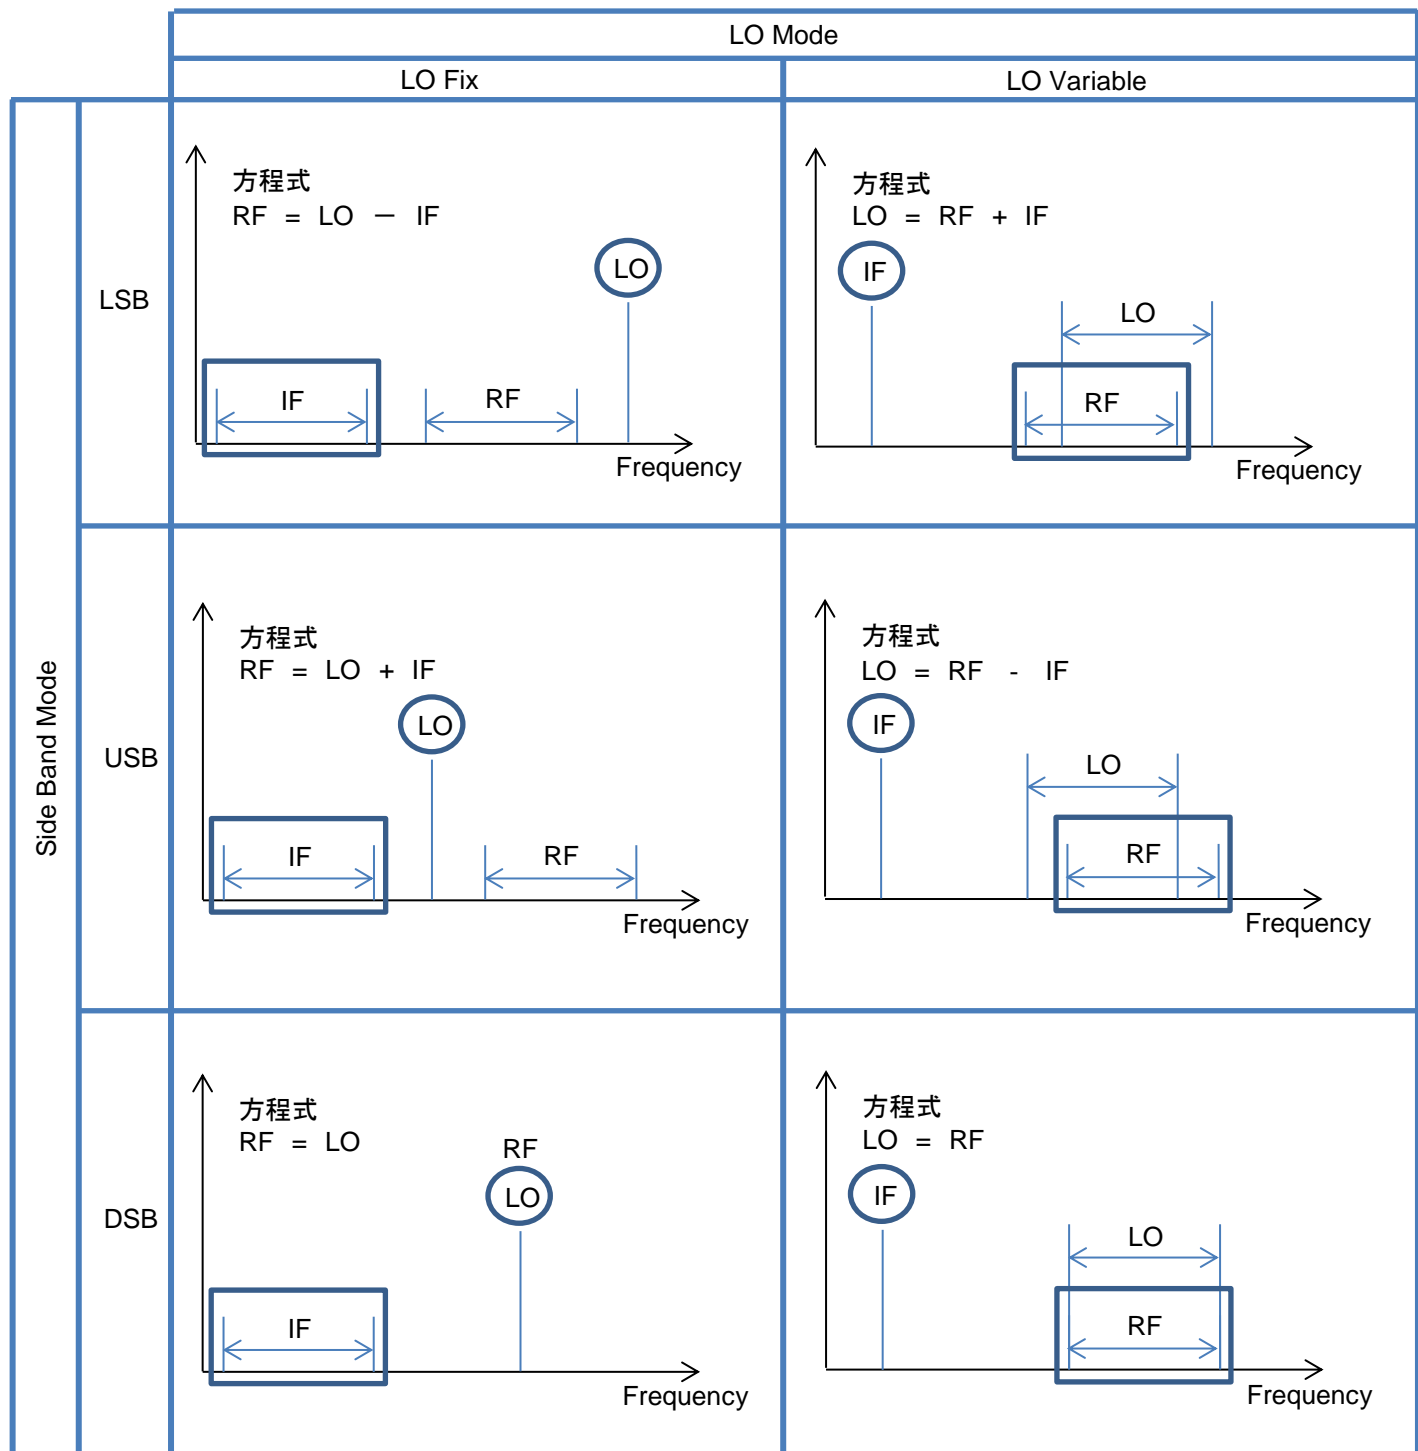 LO Mode
LO Fix
LO Variable
Side Band Mode
LSB
方程式
RF = LO － IF
LO
IF
RF
Frequency
方程式
LO = RF + IF
IF
LO
RF
Frequency
USB
方程式
RF = LO + IF
LO
IF
RF
Frequency
方程式
LO = RF - IF
IF
LO
RF
Frequency
DSB
方程式
RF = LO
RF
LO
IF
Frequency
方程式
LO = RF
IF
LO
RF
Frequency